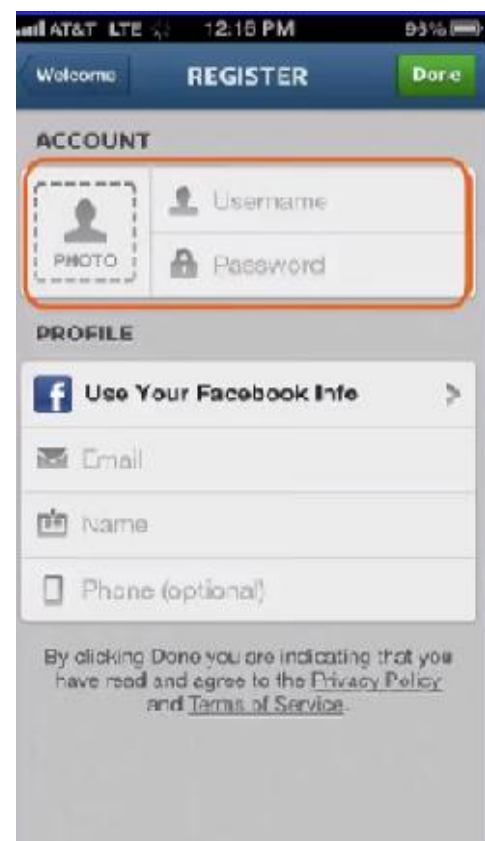 AT&T LTE 12:15 PM 93%
Welcome REGISTER Done
ACCOUNT
PHOTO
Username
Password
PROFILE
f Use Your Facebook Info >
Email
Name
Phone (optional)
By clicking Done you are indicating that you
have read and agree to the Privacy Policy
and Terms of Service.